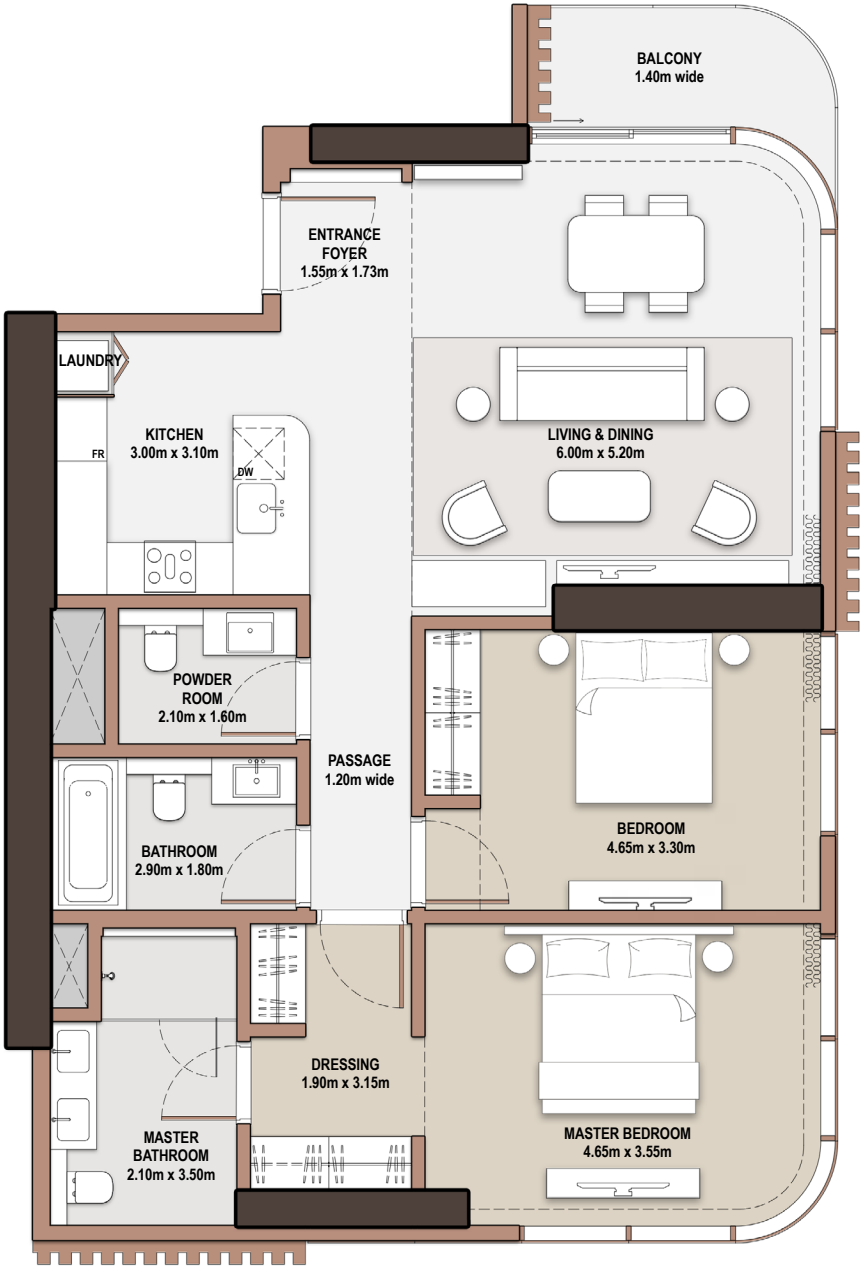 BALCONY
1.40m wide
ENTRANCE
FOYER
1.55m x 1.73m
LAUNDRY
KITCHEN
3.00m x 3.10m
FR
DW
LIVING & DINING
6.00m x 5.20m
POWDER
ROOM
2.10m x 1.60m
PASSAGE
1.20m wide
BATHROOM
2.90m x 1.80m
BEDROOM
4.65m x 3.30m
DRESSING
1.90m x 3.15m
MASTER
BATHROOM
2.10m x 3.50m
MASTER BEDROOM
4.65m x 3.55m